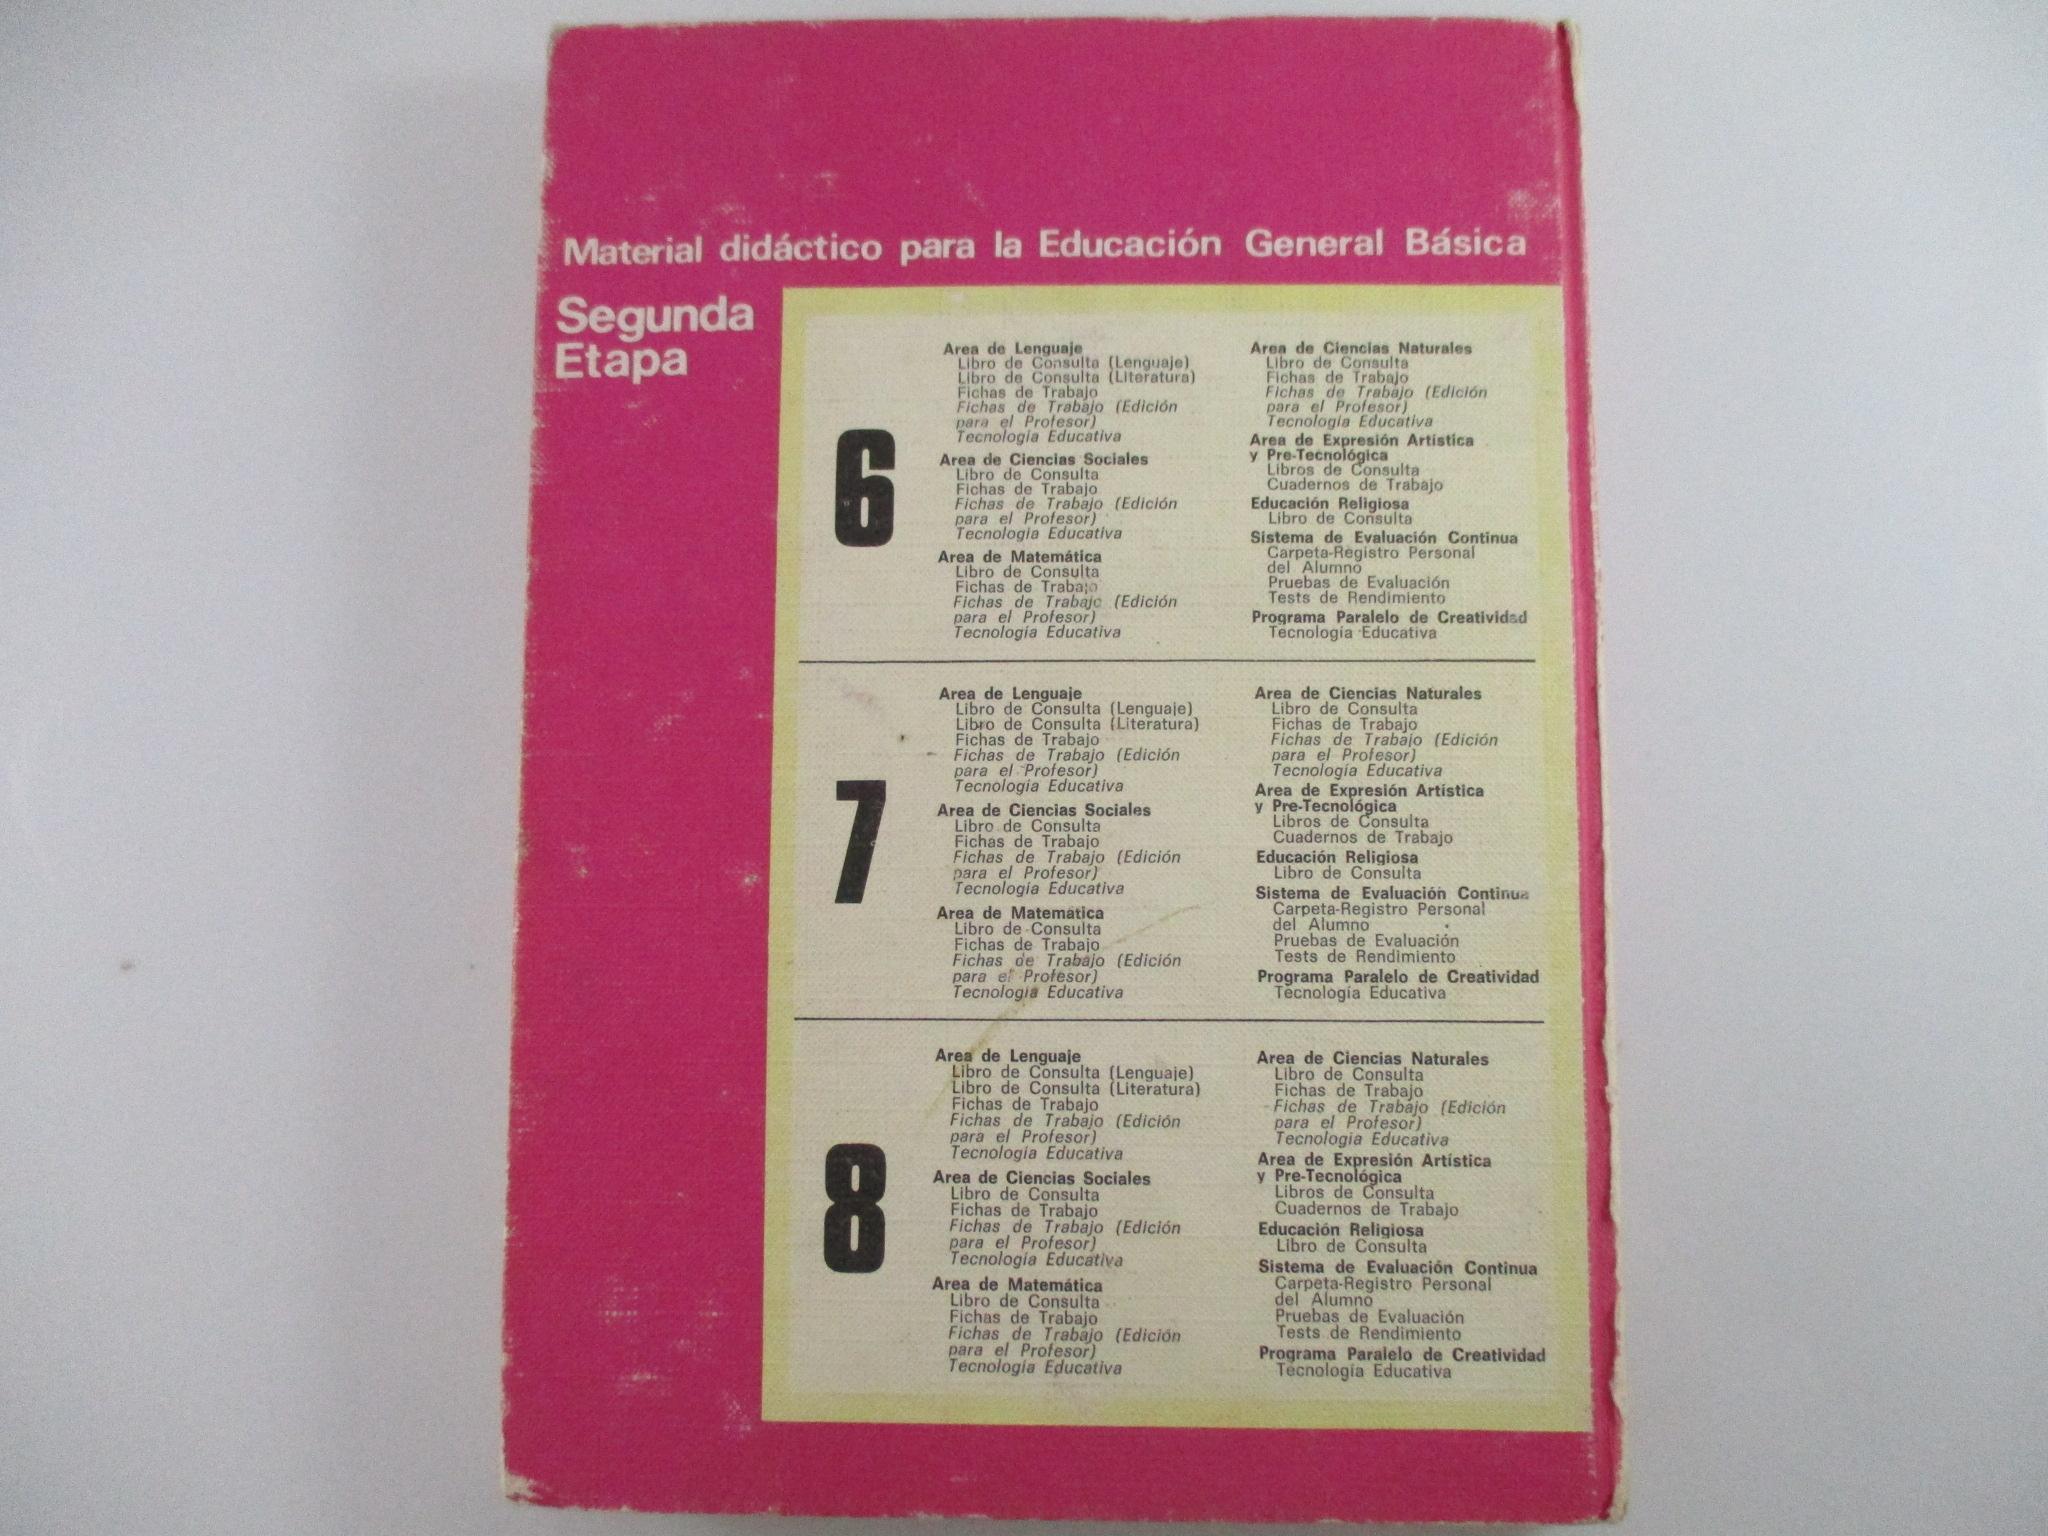 Material didáctico para la Educación General Básica
Segunda
Etapa
6
Area de Lenguaje
Libro de Consulta (Lenguaje)
Libro de Consulta (Literatura)
Fichas de Trabajo
Fichas de Trabajo (Edición
para el Profesor)
Tecnología Educativa
Area de Ciencias Sociales
Libro de Consulta
Fichas de Trabajo
Fichas de Trabajo (Edición
para el Profesor)
Tecnología Educativa
Area de Matemática
Libro de Consulta
Fichas de Trabajo
Fichas de Trabajo (Edición
para el Profesor)
Tecnología Educativa
Area de Ciencias Naturales
Libro de Consulta
Fichas de Trabajo
Fichas de Trabajo (Edición
para el Profesor)
Tecnología Educativa
Area de Expresión Artística
y Pre-Tecnológica
Libros de Consulta
Cuadernos de Trabajo
Educación Religiosa
Libro de Consulta
Sistema de Evaluación Continua
Carpeta-Registro Personal
del Alumno
Pruebas de Evaluación
Tests de Rendimiento
Programa Paralelo de Creatividad
Tecnología Educativa
7
Area de Lenguaje
Libro de Consulta (Lenguaje)
Libro de Consulta (Literatura)
Fichas de Trabajo
Fichas de Trabajo (Edición
para el Profesor)
Tecnología Educativa
Area de Ciencias Sociales
Libro de Consulta
Fichas de Trabajo
Fichas de Trabajo (Edición
para el Profesor)
Tecnología Educativa
Area de Matemática
Libro de Consulta
Fichas de Trabajo
Fichas de Trabajo (Edición
para el Profesor)
Tecnología Educativa
Area de Ciencias Naturales
Libro de Consulta
Fichas de Trabajo
Fichas de Trabajo (Edición
para el Profesor)
Tecnología Educativa
Area de Expresión Artística
y Pre-Tecnológica
Libros de Consulta
Cuadernos de Trabajo
Educación Religiosa
Libro de Consulta
Sistema de Evaluación Continua
Carpeta-Registro Personal
del Alumno
Pruebas de Evaluación
Tests de Rendimiento
Programa Paralelo de Creatividad
Tecnología Educativa
8
Area de Lenguaje
Libro de Consulta (Lenguaje)
Libro de Consulta (Literatura)
Fichas de Trabajo
Fichas de Trabajo (Edición
para el Profesor)
Tecnología Educativa
Area de Ciencias Sociales
Libro de Consulta
Fichas de Trabajo
Fichas de Trabajo (Edición
para el Profesor)
Tecnología Educativa
Area de Matemática
Libro de Consulta
Fichas de Trabajo
Fichas de Trabajo (Edición
para el Profesor)
Tecnología Educativa
Area de Ciencias Naturales
Libro de Consulta
Fichas de Trabajo
Fichas de Trabajo (Edición
para el Profesor)
Tecnología Educativa
Area de Expresión Artística
y Pre-Tecnológica
Libros de Consulta
Cuadernos de Trabajo
Educación Religiosa
Libro de Consulta
Sistema de Evaluación Continua
Carpeta-Registro Personal
del Alumno
Pruebas de Evaluación
Tests de Rendimiento
Programa Paralelo de Creatividad
Tecnología Educativa